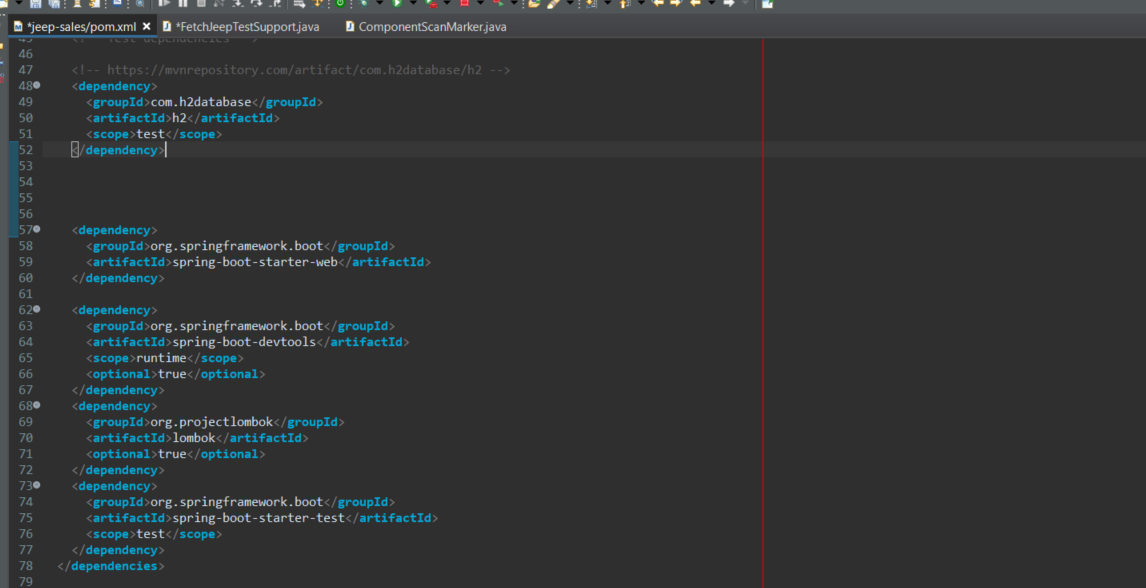 *jeep-sales/pom.xml
*FetchJeepTestSupport.java
ComponentScanMarker.java
46
47 <!-- https://mvnrepository.com/artifact/com.h2database/h2 -->
48 <dependency>
49 <groupId>com.h2database</groupId>
50 <artifactId>h2</artifactId>
51 <scope>test</scope>
52 </dependency>
53
54
55
56
57 <dependency>
58 <groupId>org.springframework.boot</groupId>
59 <artifactId>spring-boot-starter-web</artifactId>
60 </dependency>
61
62 <dependency>
63 <groupId>org.springframework.boot</groupId>
64 <artifactId>spring-boot-devtools</artifactId>
65 <scope>runtime</scope>
66 <optional>true</optional>
67 </dependency>
68 <dependency>
69 <groupId>org.projectlombok</groupId>
70 <artifactId>lombok</artifactId>
71 <optional>true</optional>
72 </dependency>
73 <dependency>
74 <groupId>org.springframework.boot</groupId>
75 <artifactId>spring-boot-starter-test</artifactId>
76 <scope>test</scope>
77 </dependency>
78 </dependencies>
79